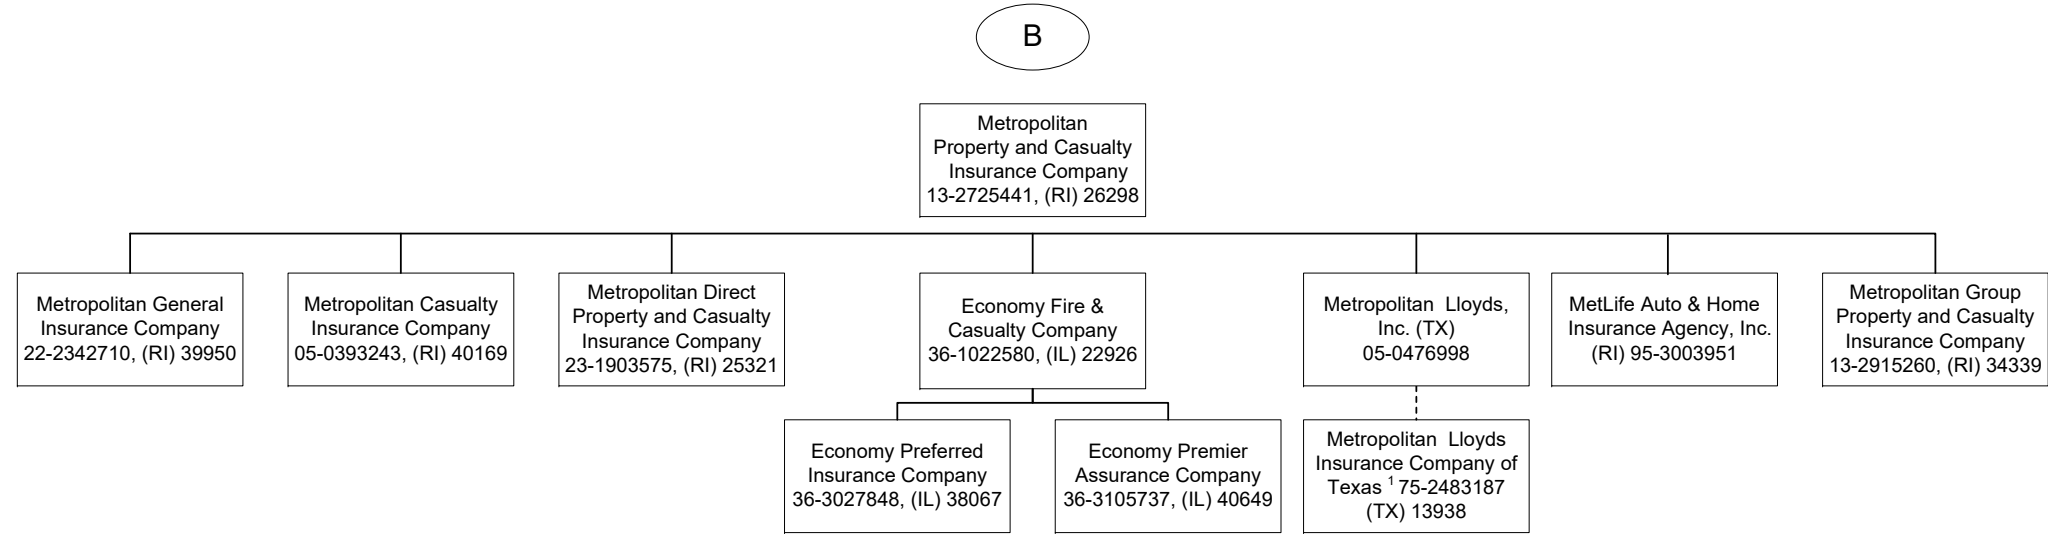 B
Metropolitan
Property and Casualty
Insurance Company
13-2725441, (RI) 26298
Metropolitan General
Insurance Company
22-2342710, (RI) 39950
Metropolitan Casualty
Insurance Company
05-0393243, (RI) 40169
Metropolitan Direct
Property and Casualty
Insurance Company
23-1903575, (RI) 25321
Economy Fire &
Casualty Company
36-1022580, (IL) 22926
Metropolitan Lloyds,
Inc. (TX)
05-0476998
MetLife Auto & Home
Insurance Agency, Inc.
(RI) 95-3003951
Metropolitan Group
Property and Casualty
Insurance Company
13-2915260, (RI) 34339
Economy Preferred
Insurance Company
36-3027848, (IL) 38067
Economy Premier
Assurance Company
36-3105737, (IL) 40649
Metropolitan Lloyds
Insurance Company of
Texas ¹ 75-2483187
(TX) 13938